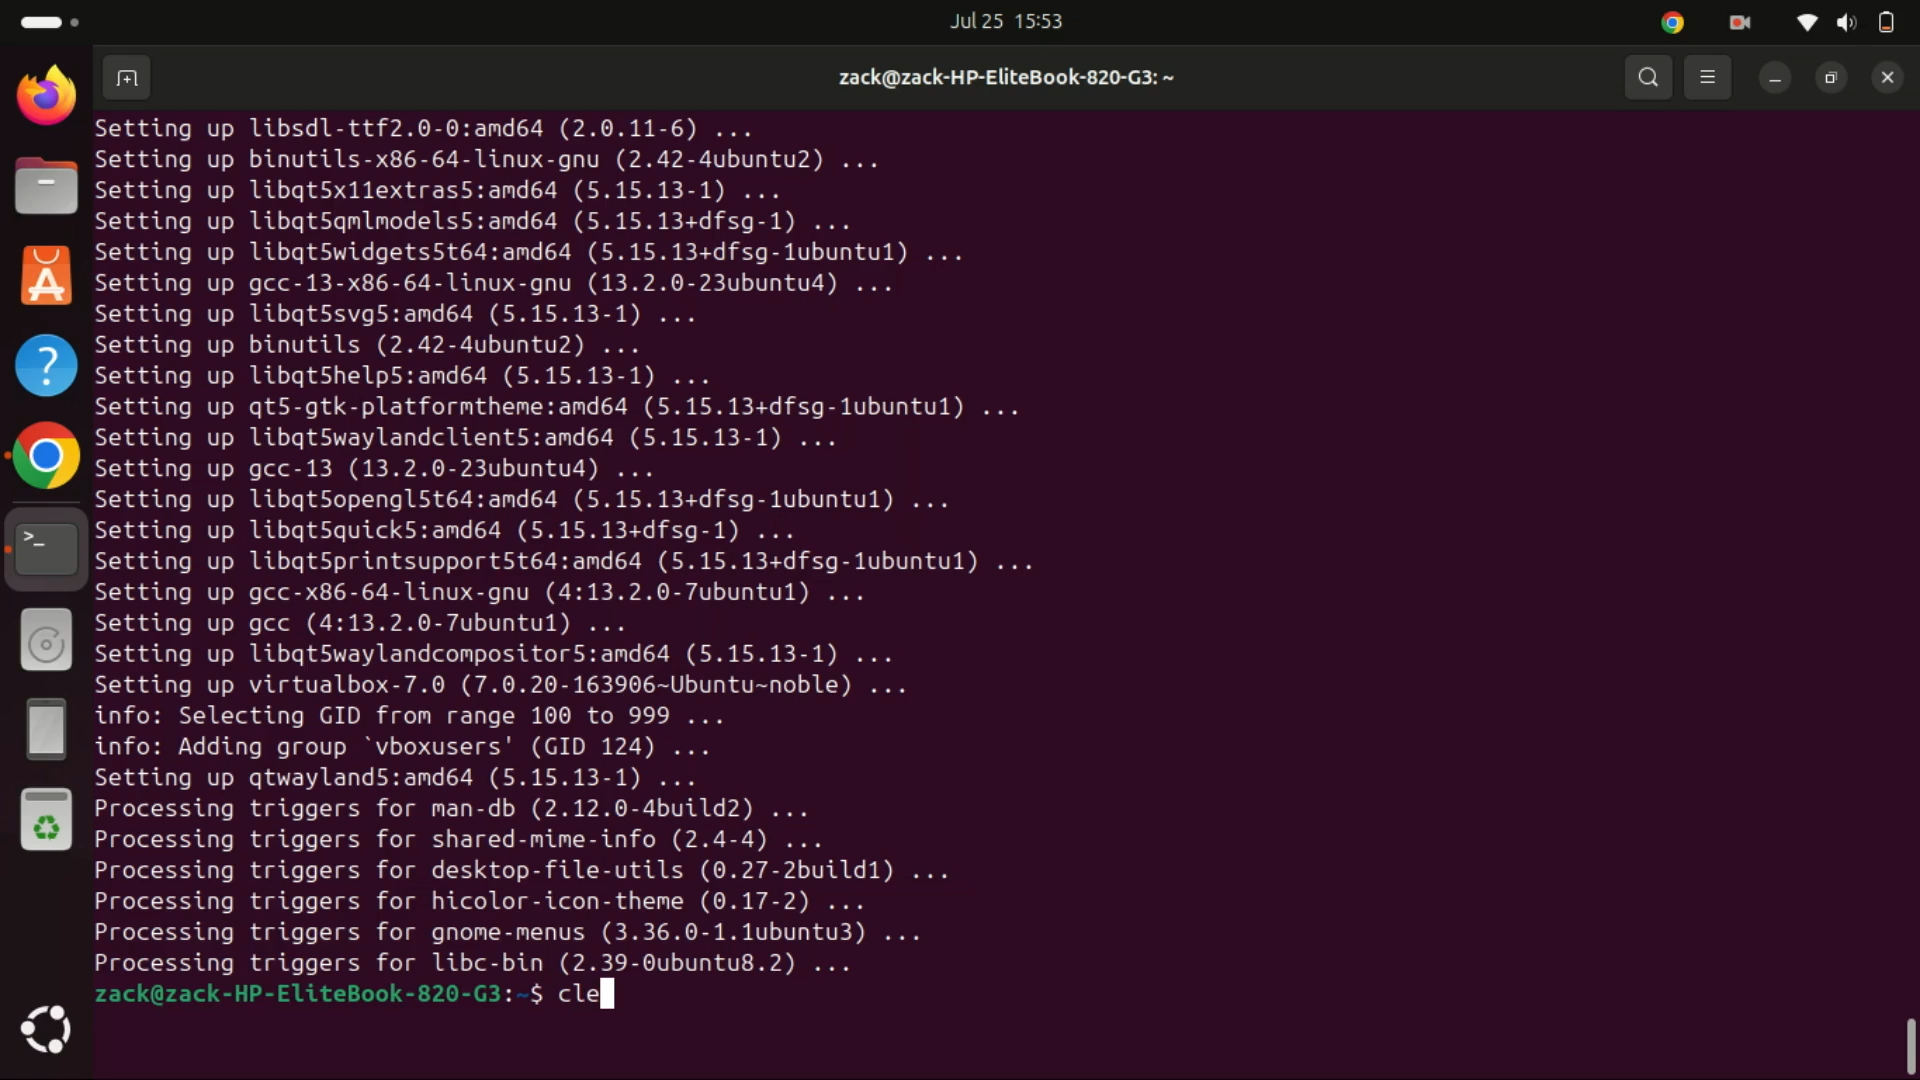 Jul 25 15:53
zack@zack-HP-EliteBook-820-G3: ~
Setting up libsdl-ttf2.0-0:amd64 (2.0.11-6) ...
Setting up binutils-x86-64-linux-gnu (2.42-4ubuntu2) ...
Setting up libqt5x11extras5:amd64 (5.15.13-1) ...
Setting up libqt5qmlmodels5:amd64 (5.15.13+dfsg-1) ...
Setting up libqt5widgets5t64:amd64 (5.15.13+dfsg-1ubuntu1) ...
Setting up gcc-13-x86-64-linux-gnu (13.2.0-23ubuntu4) ...
Setting up libqt5svg5:amd64 (5.15.13-1) ...
Setting up binutils (2.42-4ubuntu2) ...
Setting up libqt5help5:amd64 (5.15.13-1) ...
Setting up qt5-gtk-platformtheme:amd64 (5.15.13+dfsg-1ubuntu1) ...
Setting up libqt5waylandclient5:amd64 (5.15.13-1) ...
Setting up gcc-13 (13.2.0-23ubuntu4) ...
Setting up libqt5opengl5t64:amd64 (5.15.13+dfsg-1ubuntu1) ...
Setting up libqt5quick5:amd64 (5.15.13+dfsg-1) ...
Setting up libqt5printsupport5t64:amd64 (5.15.13+dfsg-1ubuntu1) ...
Setting up gcc-x86-64-linux-gnu (4:13.2.0-7ubuntu1) ...
Setting up gcc (4:13.2.0-7ubuntu1) ...
Setting up libqt5waylandcompositor5:amd64 (5.15.13-1) ...
Setting up virtualbox-7.0 (7.0.20-163906~Ubuntu~noble) ...
info: Selecting GID from range 100 to 999 ...
info: Adding group `vboxusers' (GID 124) ...
Setting up qtwayland5:amd64 (5.15.13-1) ...
Processing triggers for man-db (2.12.0-4build2) ...
Processing triggers for shared-mime-info (2.4-4) ...
Processing triggers for desktop-file-utils (0.27-2build1) ...
Processing triggers for hicolor-icon-theme (0.17-2) ...
Processing triggers for gnome-menus (3.36.0-1.1ubuntu3) ...
Processing triggers for libc-bin (2.39-0ubuntu8.2) ...
zack@zack-HP-EliteBook-820-G3:~$ cle